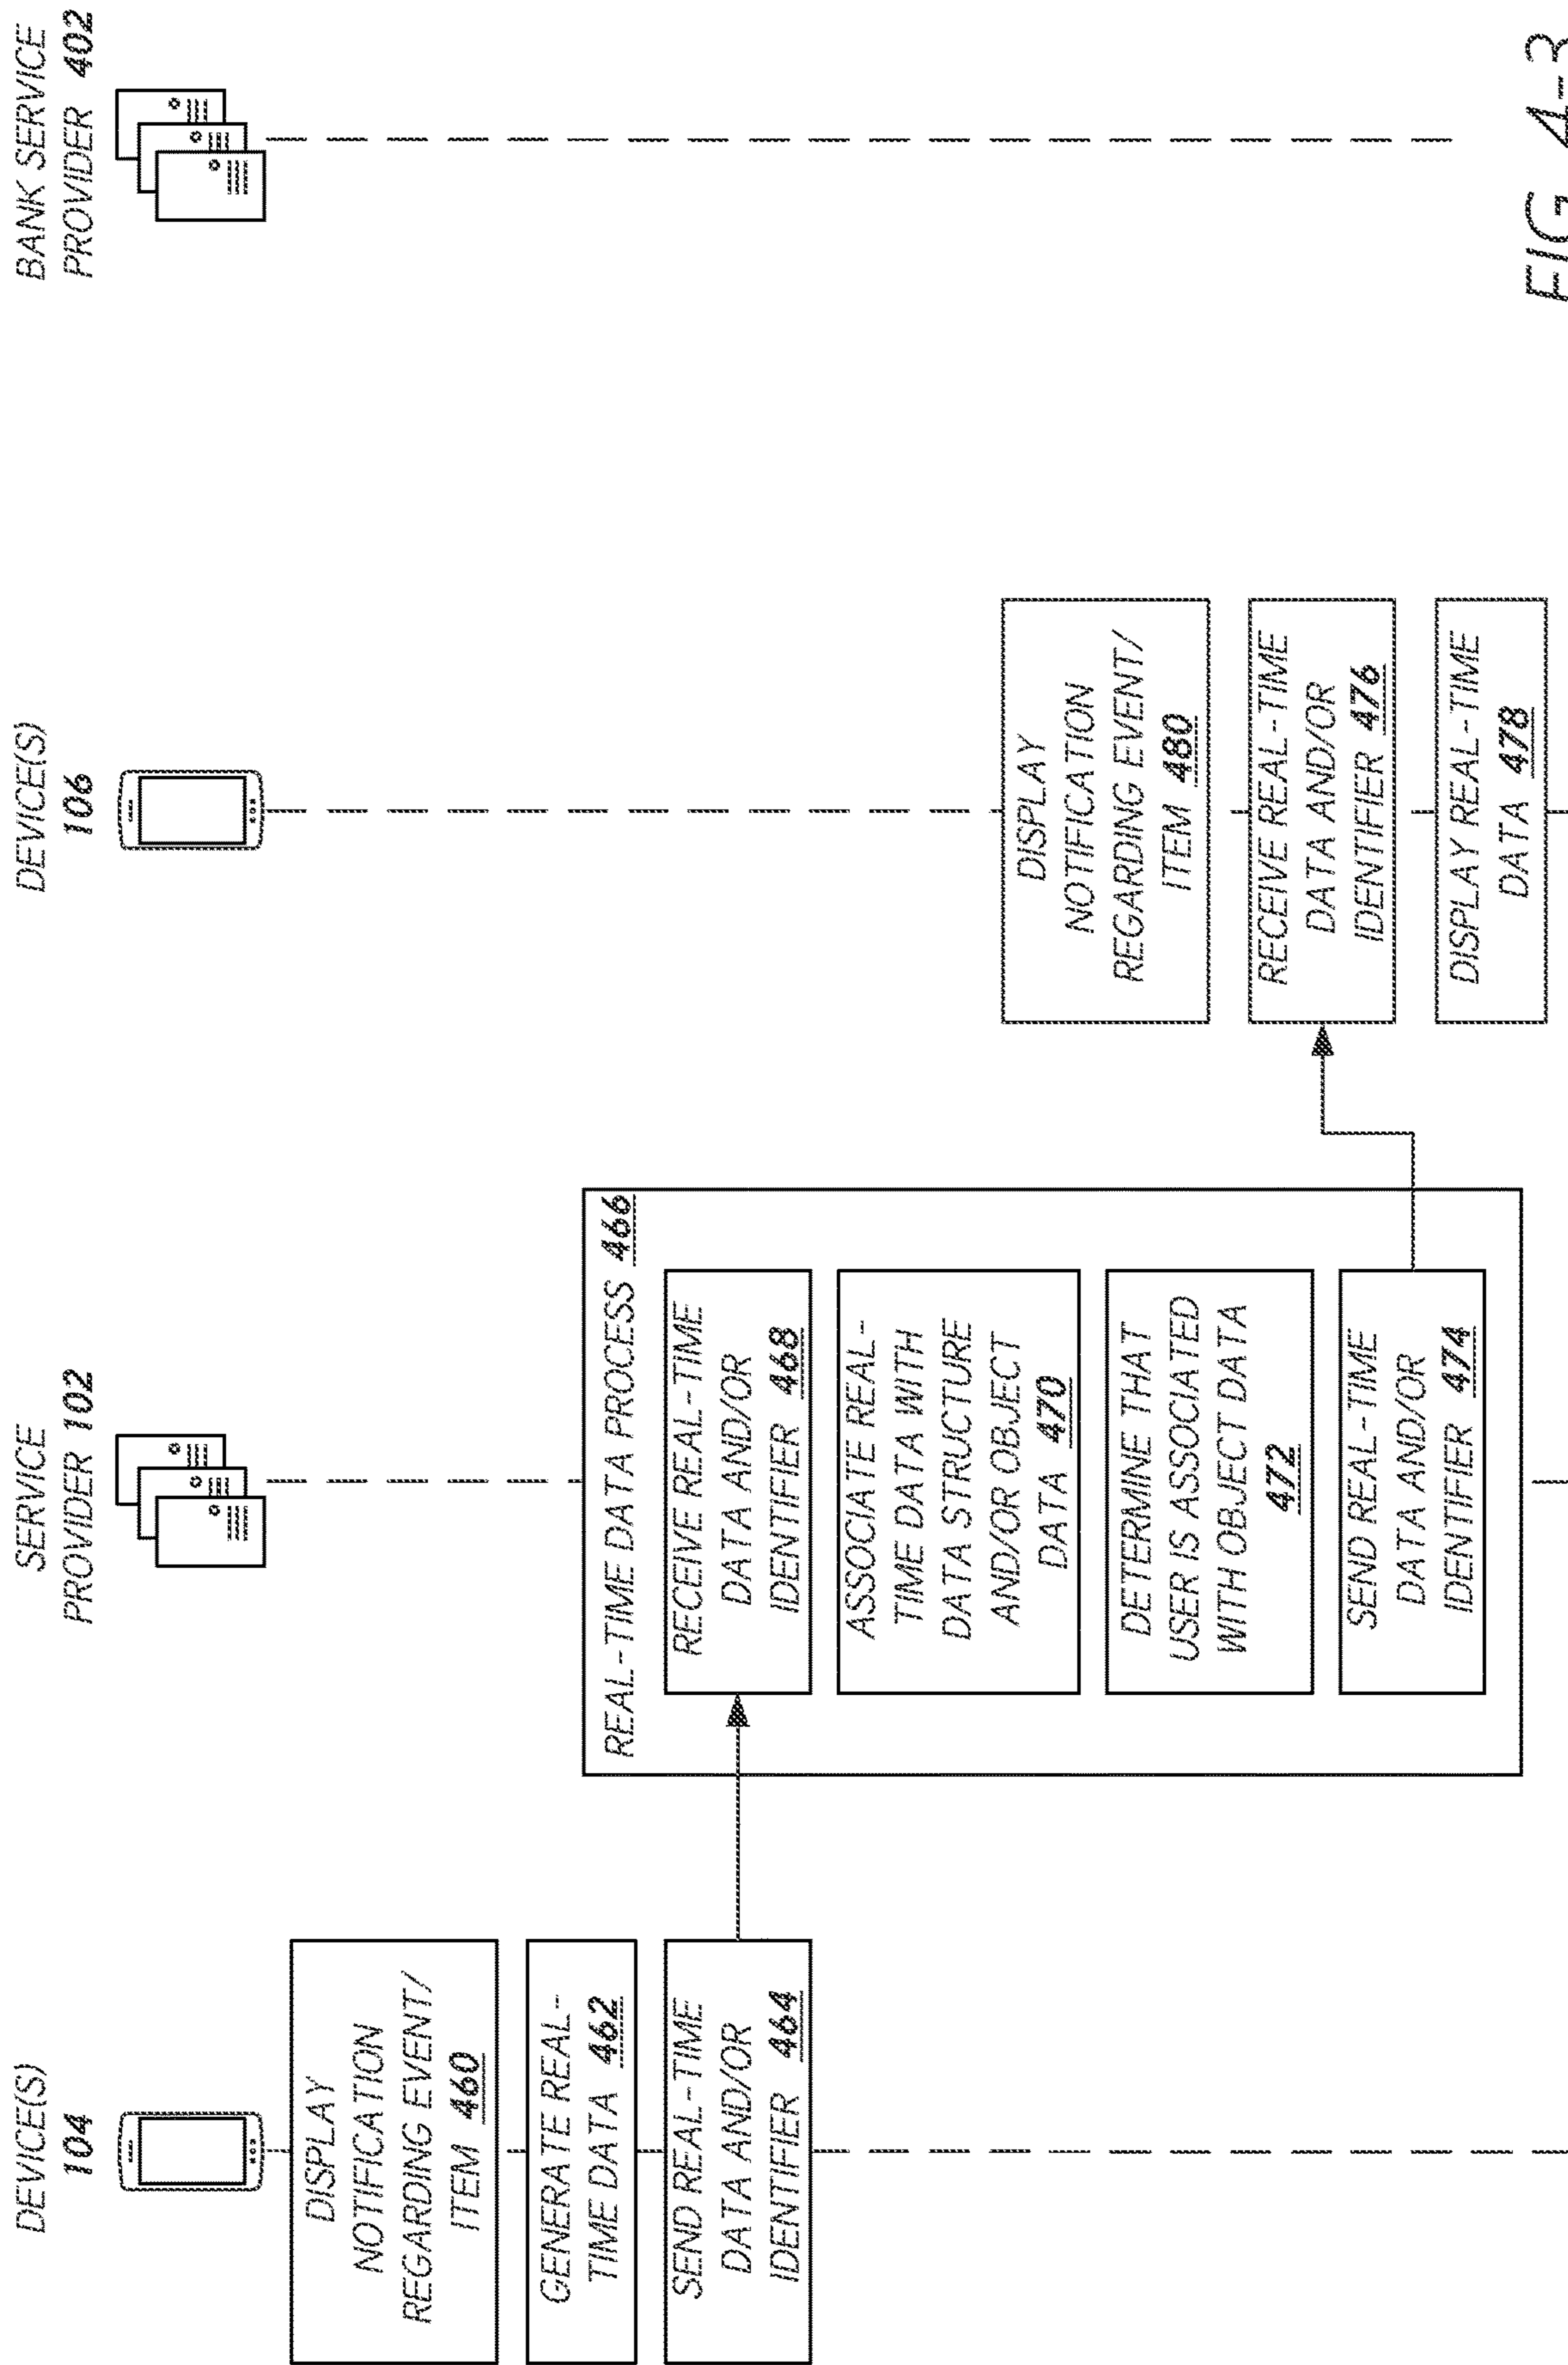 DEVICE(S)
104
SERVICE
PROVIDER 102
DEVICE(S)
106
BANK SERVICE
PROVIDER 402
DISPLAY
NOTIFICATION
REGARDING EVENT/
ITEM 460
GENERATE REAL-
TIME DATA 462
SEND REAL-TIME
DATA AND/OR
IDENTIFIER 464
REAL-TIME DATA PROCESS 466
RECEIVE REAL-TIME
DATA AND/OR
IDENTIFIER 468
ASSOCIATE REAL-
TIME DATA WITH
DATA STRUCTURE
AND/OR OBJECT
DATA 470
DETERMINE THAT
USER IS ASSOCIATED
WITH OBJECT DATA
472
SEND REAL-TIME
DATA AND/OR
IDENTIFIER 474
DISPLAY
NOTIFICATION
REGARDING EVENT/
ITEM 480
RECEIVE REAL-TIME
DATA AND/OR
IDENTIFIER 476
DISPLAY REAL-TIME
DATA 478
FIG. 4-3